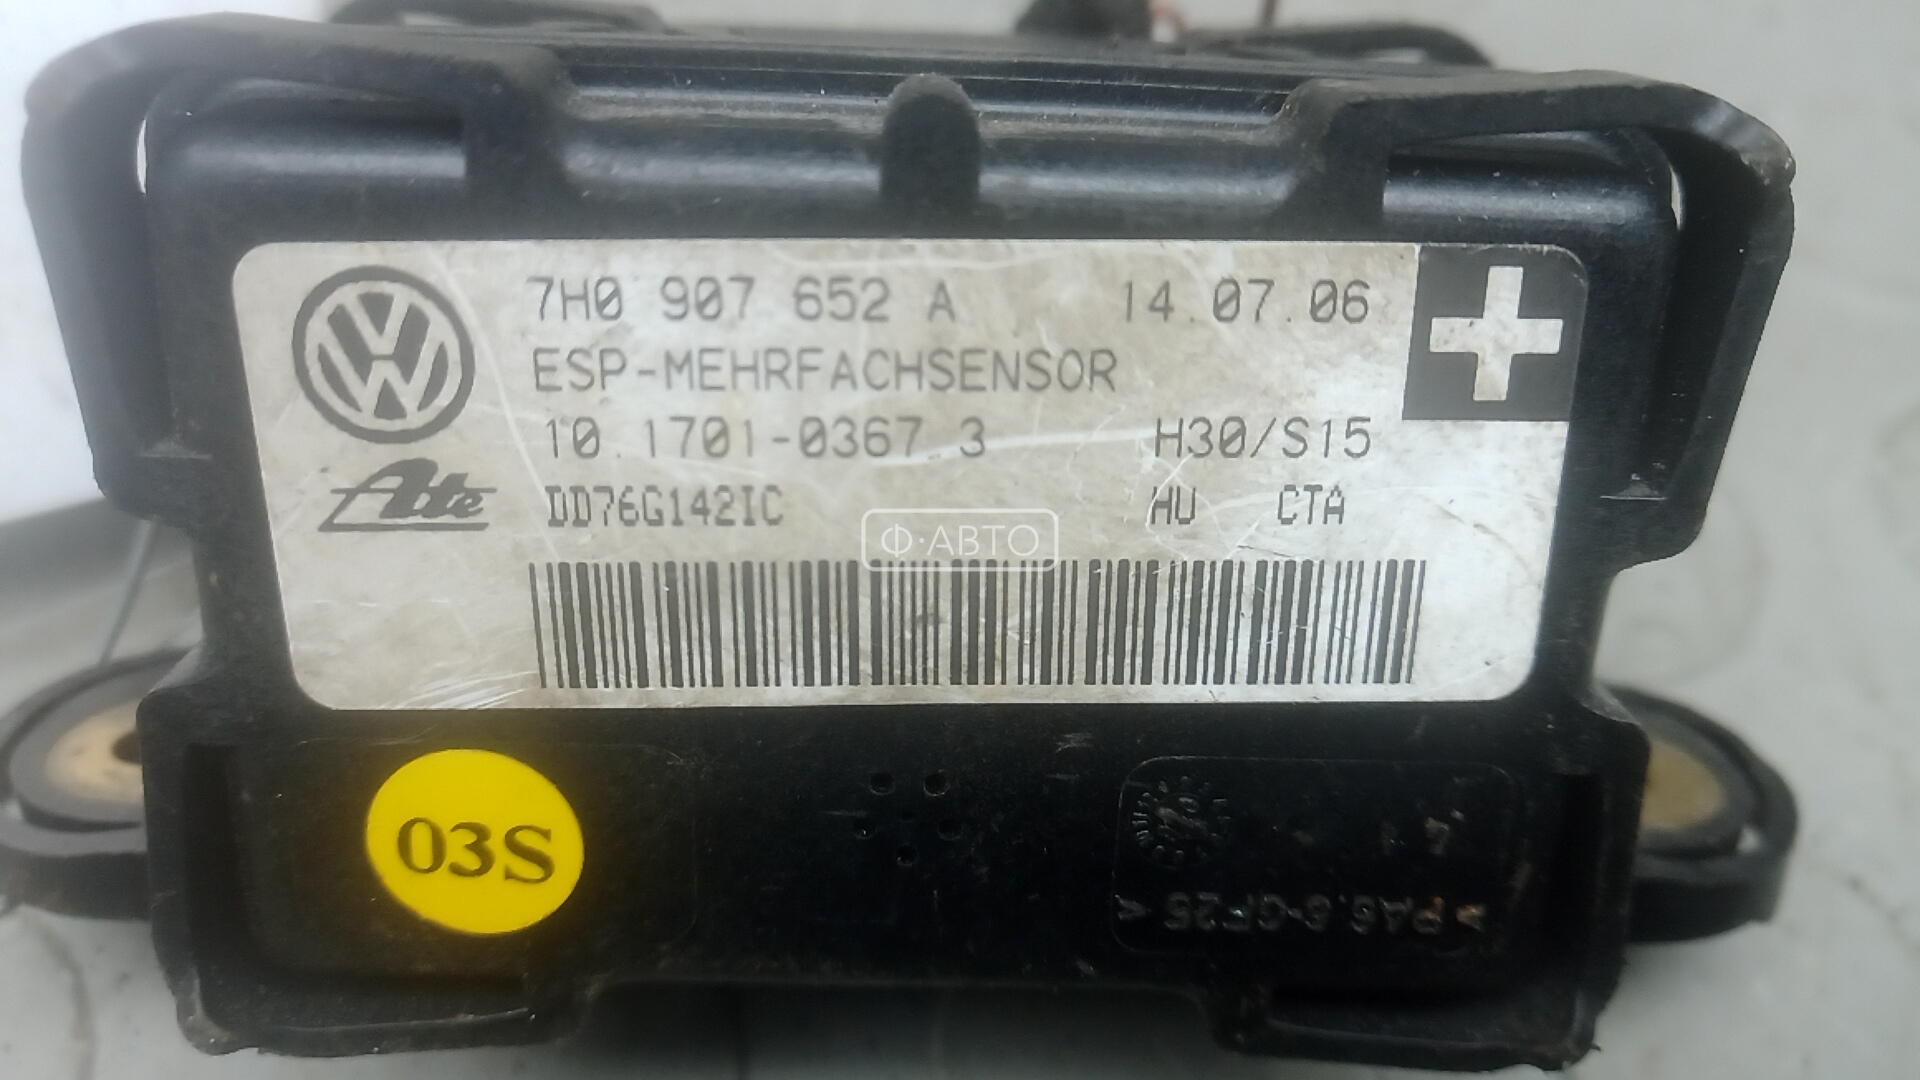 7H0 907 652 A 14.07.06
ESP-MEHRFACHSENSOR
10.1701-0367.3 H30/S15
Ate DD76G142IC HU CTA
Ф·АВТО
03S
>PA6.6-GF25<